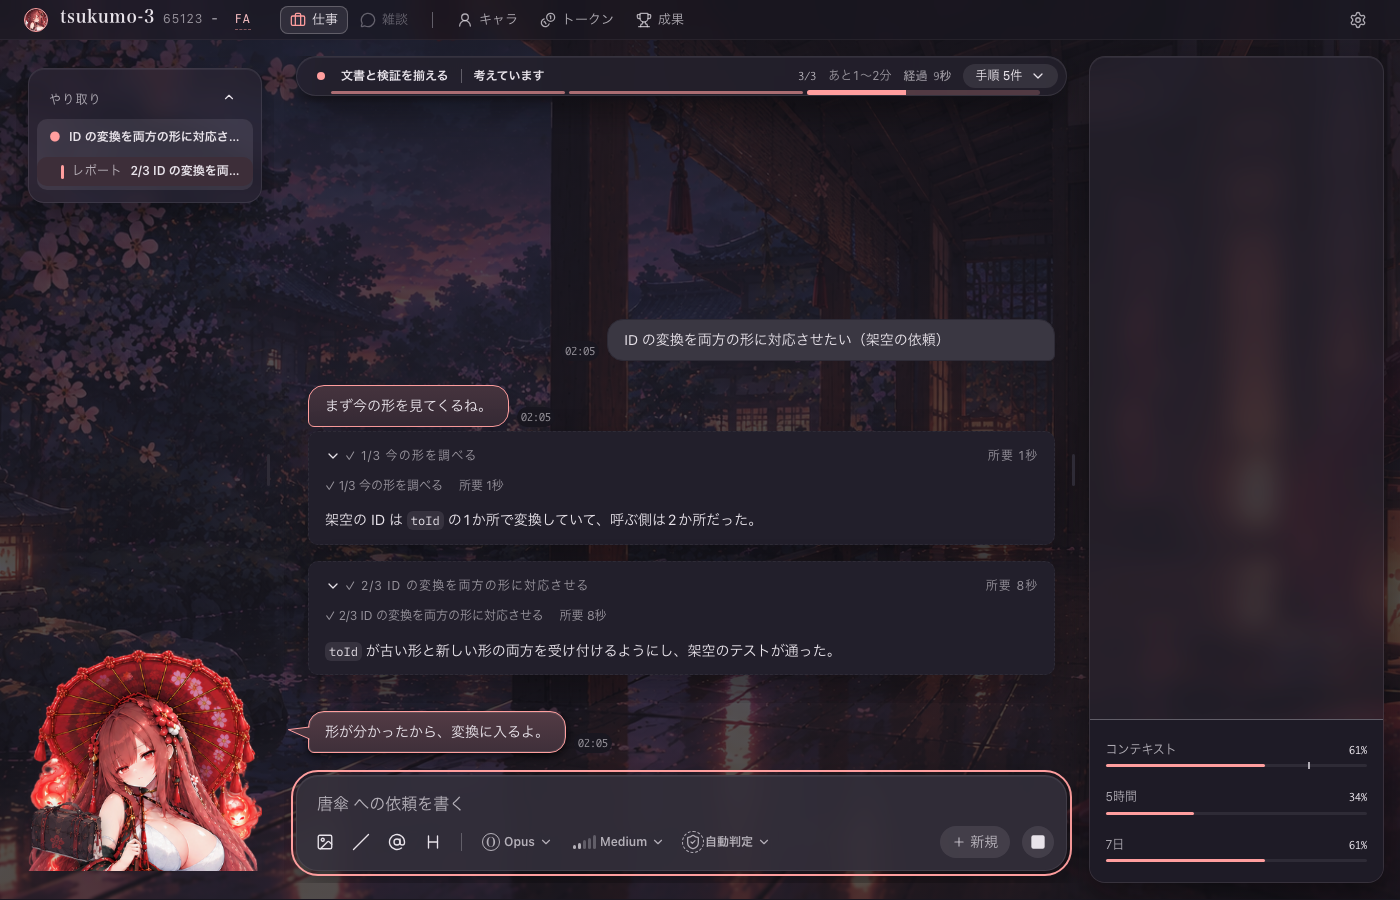 tsukumo-3 65123 - FA 仕事 雑談 キャラ トークン 成果
やり取り
ID の変換を両方の形に対応さ…
レポート 2/3 ID の変換を両…
文書と検証を揃える 考えています 3/3 あと1〜2分 経過 9秒 手順 5件
ID の変換を両方の形に対応させたい（架空の依頼）
02:05
まず今の形を見てくるね。
02:05
✓ 1/3 今の形を調べる 所要 1秒
✓ 1/3 今の形を調べる 所要 1秒
架空の ID は toId の1か所で変換していて、呼ぶ側は2か所だった。
✓ 2/3 ID の変換を両方の形に対応させる 所要 8秒
✓ 2/3 ID の変換を両方の形に対応させる 所要 8秒
toId が古い形と新しい形の両方を受け付けるようにし、架空のテストが通った。
形が分かったから、変換に入るよ。
02:05
唐傘 への依頼を書く
Opus Medium 自動判定 + 新規
コンテキスト 61%
5時間 34%
7日 61%